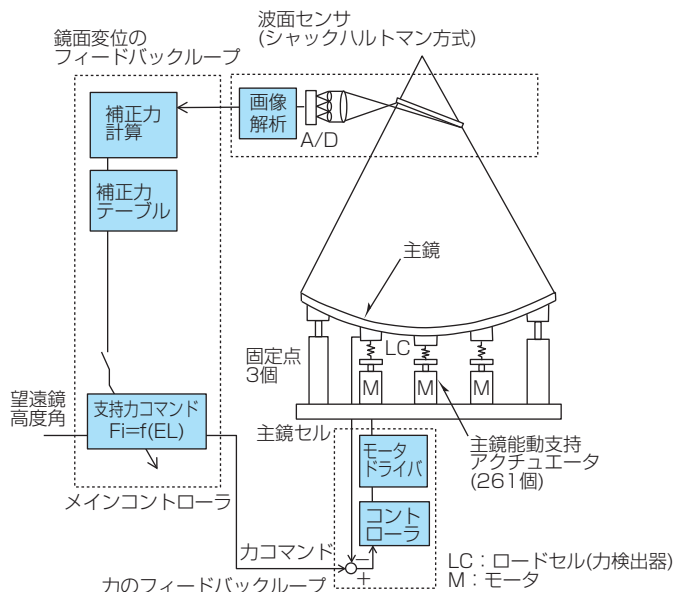 波面センサ
(シャックハルトマン方式)
鏡面変位の
フィードバックループ
補正力
計算
画像
解析
A/D
補正力
テーブル
主鏡
LC
固定点
3個
M
M
M
望遠鏡
高度角
支持力コマンド
Fi=f(EL)
主鏡セル
モータ
ドライバ
主鏡能動支持
アクチュエータ
(261個)
メインコントローラ
コント
ローラ
力コマンド
−
+
力のフィードバックループ
LC：ロードセル(力検出器)
M：モータ